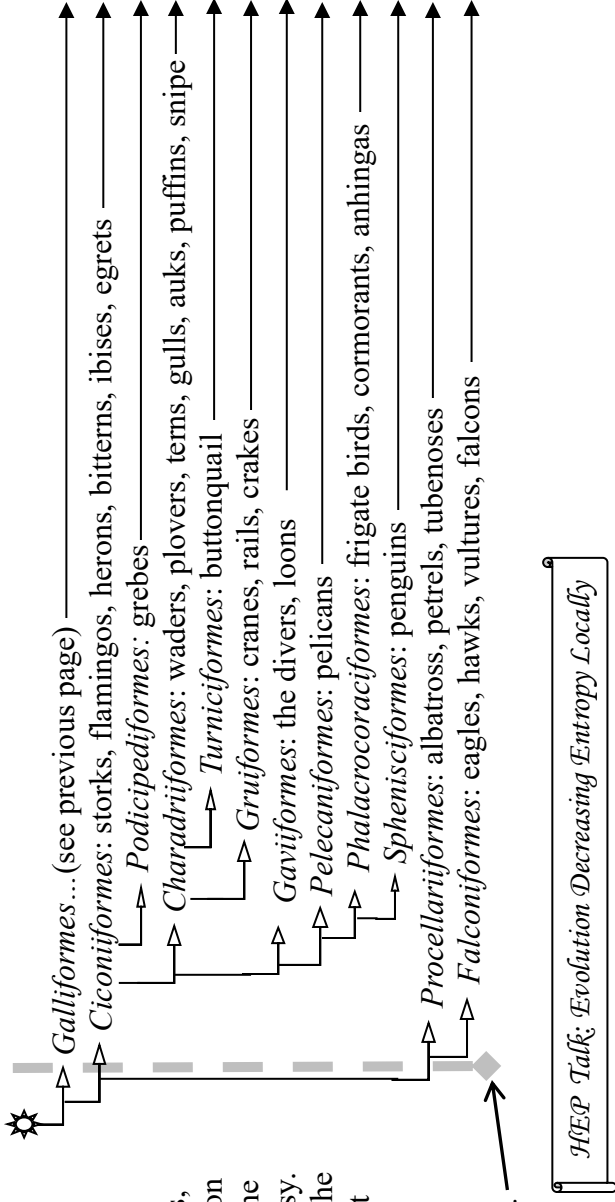 Galliformes…(see previous page)
Ciconiiformes: storks, flamingos, herons, bitterns, ibises, egrets
Podicipediformes: grebes
Charadriiformes: waders, plovers, terns, gulls, auks, puffins, snipe
Turniciformes: buttonquail
Gruiformes: cranes, rails, crakes
Gaviiformes: the divers, loons
Pelecaniformes: pelicans
Phalacrocoraciformes: frigate birds, cormorants, anhingas
Sphenisciformes: penguins
Procellariiformes: albatross, petrels, tubenoses
Falconiformes: eagles, hawks, vultures, falcons
HEP Talk: Evolution Decreasing Entropy Locally